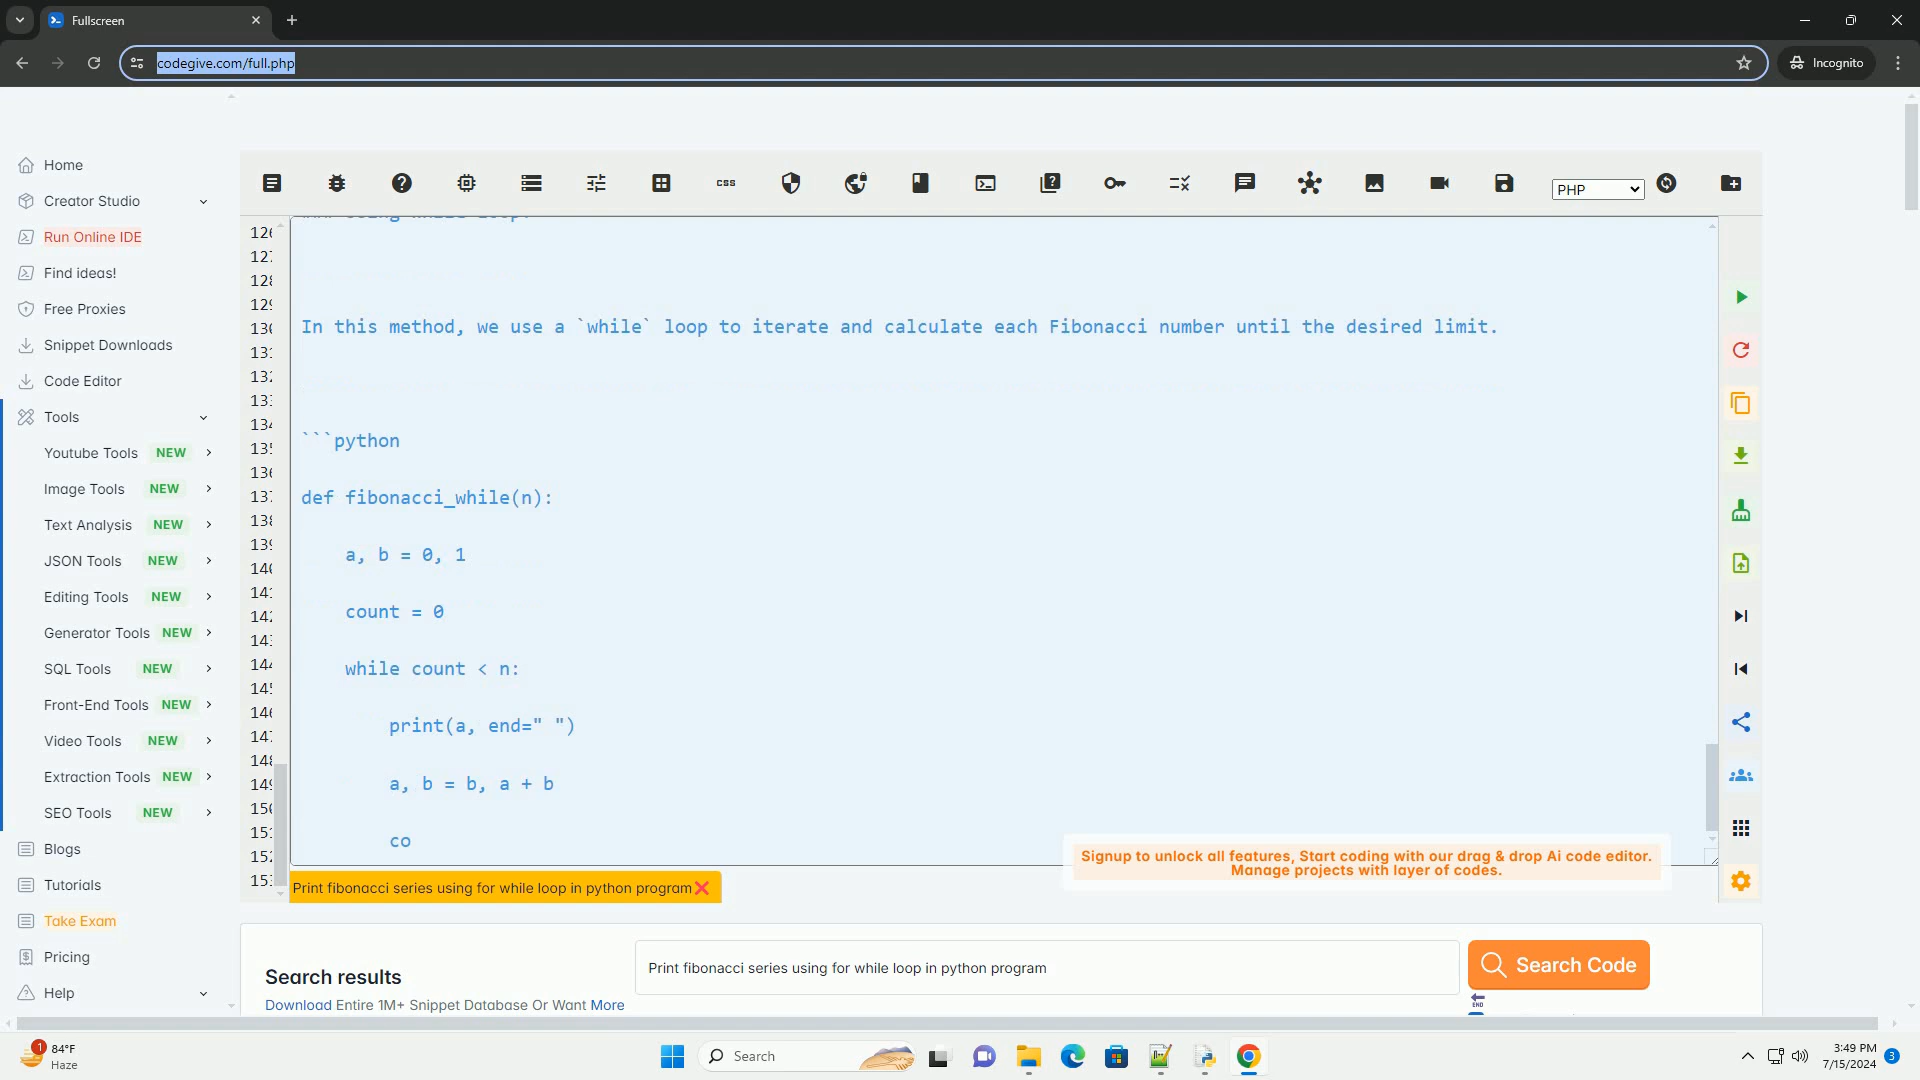 Fullscreen
codegive.com/full.php
Incognito
Home
Creator Studio
Run Online IDE
Find ideas!
Free Proxies
Snippet Downloads
Code Editor
Tools
Youtube Tools NEW
Image Tools NEW
Text Analysis NEW
JSON Tools NEW
Editing Tools NEW
Generator Tools NEW
SQL Tools NEW
Front-End Tools NEW
Video Tools NEW
Extraction Tools NEW
SEO Tools NEW
Blogs
Tutorials
Take Exam
Pricing
Help
CSS
PHP
In this method, we use a `while` loop to iterate and calculate each Fibonacci number until the desired limit.
```python
def fibonacci_while(n):
a, b = 0, 1
count = 0
while count < n:
print(a, end=" ")
a, b = b, a + b
co
Signup to unlock all features, Start coding with our drag & drop Ai code editor.
Manage projects with layer of codes.
Print fibonacci series using for while loop in python program
Search results
Download Entire 1M+ Snippet Database Or Want More
Print fibonacci series using for while loop in python program
Search Code
END
1
84°F
Haze
Search
3:49 PM
7/15/2024
3